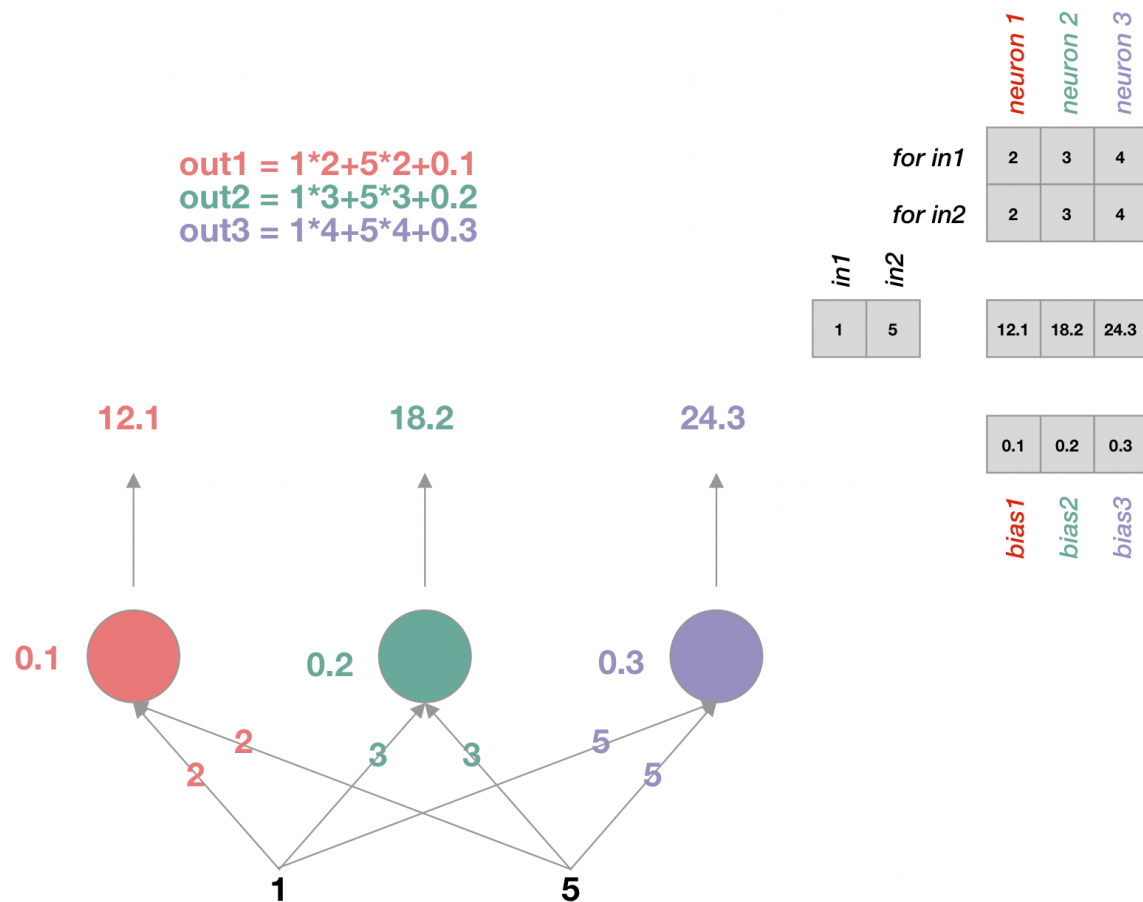 neuron 1
neuron 2
neuron 3
out1 = 1*2+5*2+0.1
out2 = 1*3+5*3+0.2
out3 = 1*4+5*4+0.3
for in1
2 3 4
for in2
2 3 4
in1
in2
1 5
12.1 18.2 24.3
0.1 0.2 0.3
bias1
bias2
bias3
12.1
18.2
24.3
0.1
0.2
0.3
2
2
3
3
5
5
1
5